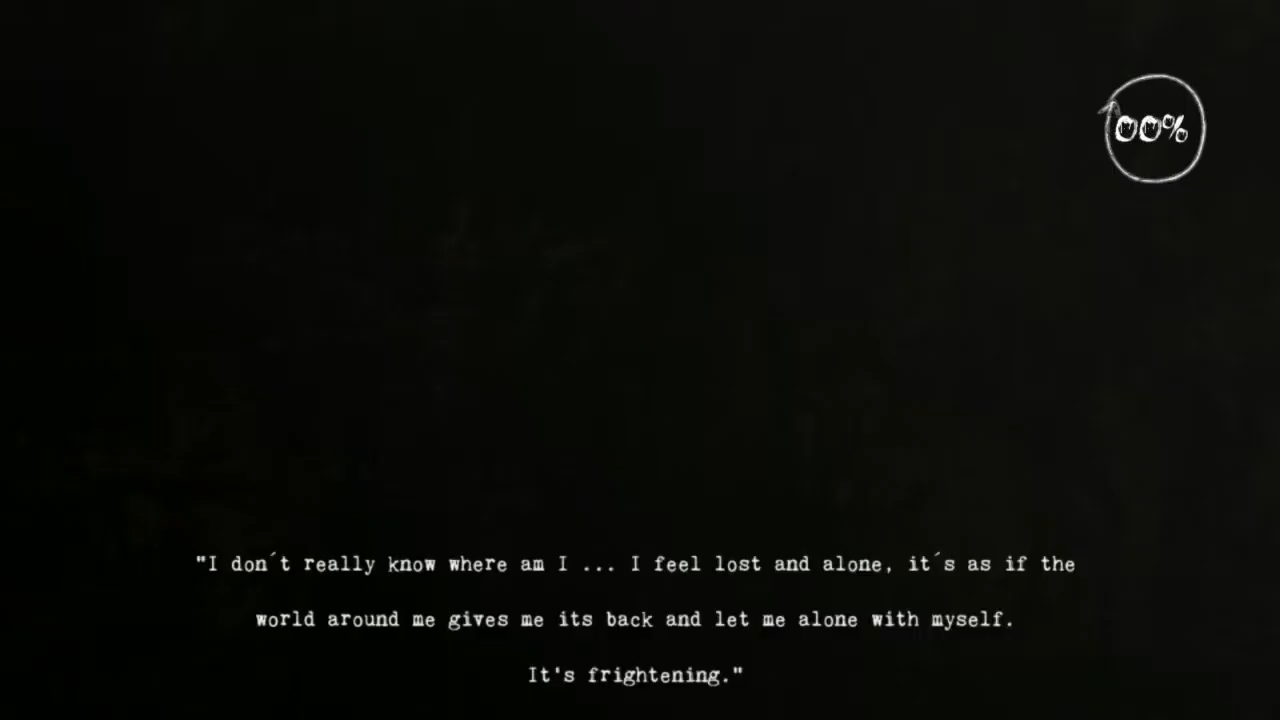 00%
"I don´t really know where am I ... I feel lost and alone, it´s as if the
world around me gives me its back and let me alone with myself.
It's frightening."